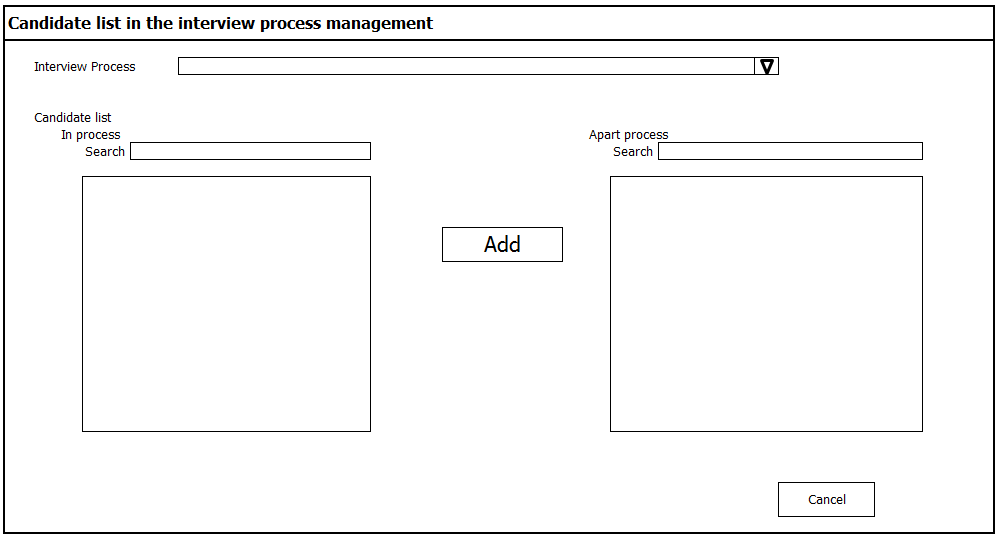 Candidate list in the interview process management
Interview Process
Candidate list
In process
Apart process
Search
Search
Add
Cancel